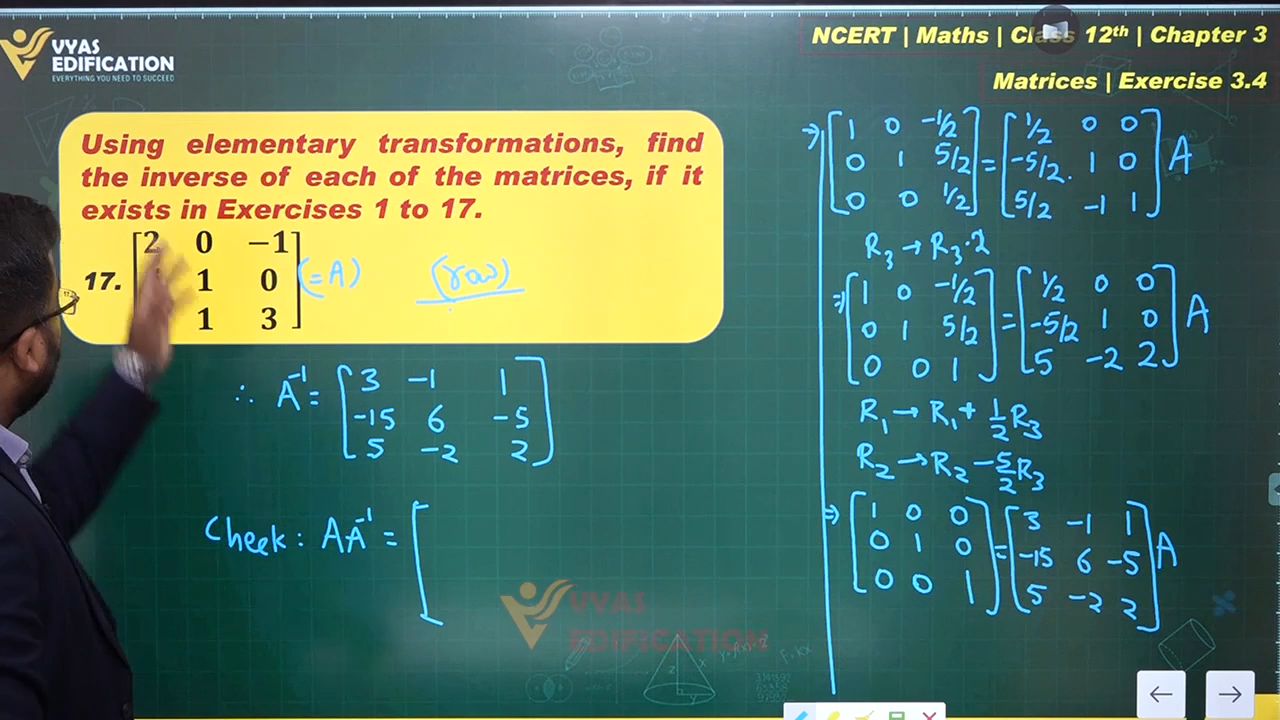 VYAS
EDIFICATION
EVERYTHING YOU NEED TO SUCCEED
NCERT | Maths | Class 12th | Chapter 3
Matrices | Exercise 3.4
Using elementary transformations, find
the inverse of each of the matrices, if it
exists in Exercises 1 to 17.
2 0 −1
17. 1 0 (=A) (row)
1 3
∴ A⁻¹ = [ 3 -1 1
-15 6 -5
5 -2 2 ]
Check: AA⁻¹ = [
⇒ [ 1 0 -1/2 ] = [ 1/2 0 0 ] A
0 1 5/2 -5/2 1 0
0 0 1/2 5/2 -1 1
R₃ → R₃·2
⇒ [ 1 0 -1/2 ] = [ 1/2 0 0 ] A
0 1 5/2 -5/2 1 0
0 0 1 5 -2 2
R₁ → R₁ + 1/2 R₃
R₂ → R₂ - 5/2 R₃
⇒ [ 1 0 0 ] = [ 3 -1 1 ] A
0 1 0 -15 6 -5
0 0 1 5 -2 2
VYAS
EDIFICATION